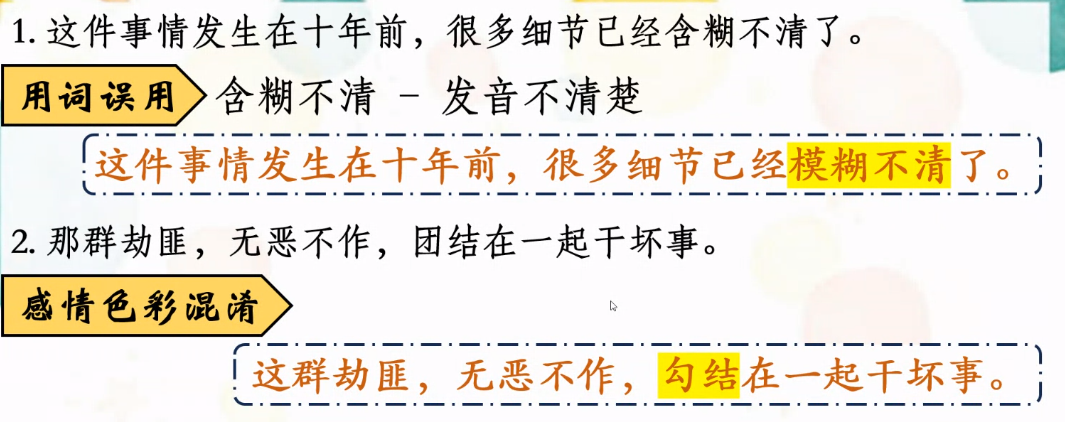 1. 这件事情发生在十年前，很多细节已经含糊不清了。
用词误用 含糊不清 - 发音不清楚
这件事情发生在十年前，很多细节已经模糊不清了。
2. 那群劫匪，无恶不作，团结在一起干坏事。
感情色彩混淆
这群劫匪，无恶不作，勾结在一起干坏事。